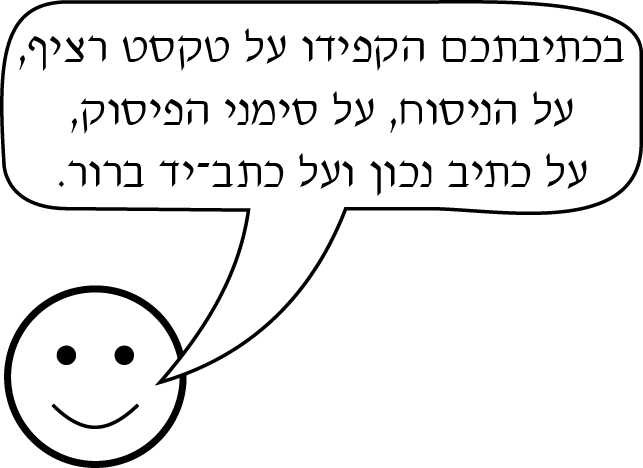 בכתיבתכם הקפידו על טקסט רציף,
על הניסוח, על סימני הפיסוק,
על כתיב נכון ועל כתב־יד ברור.